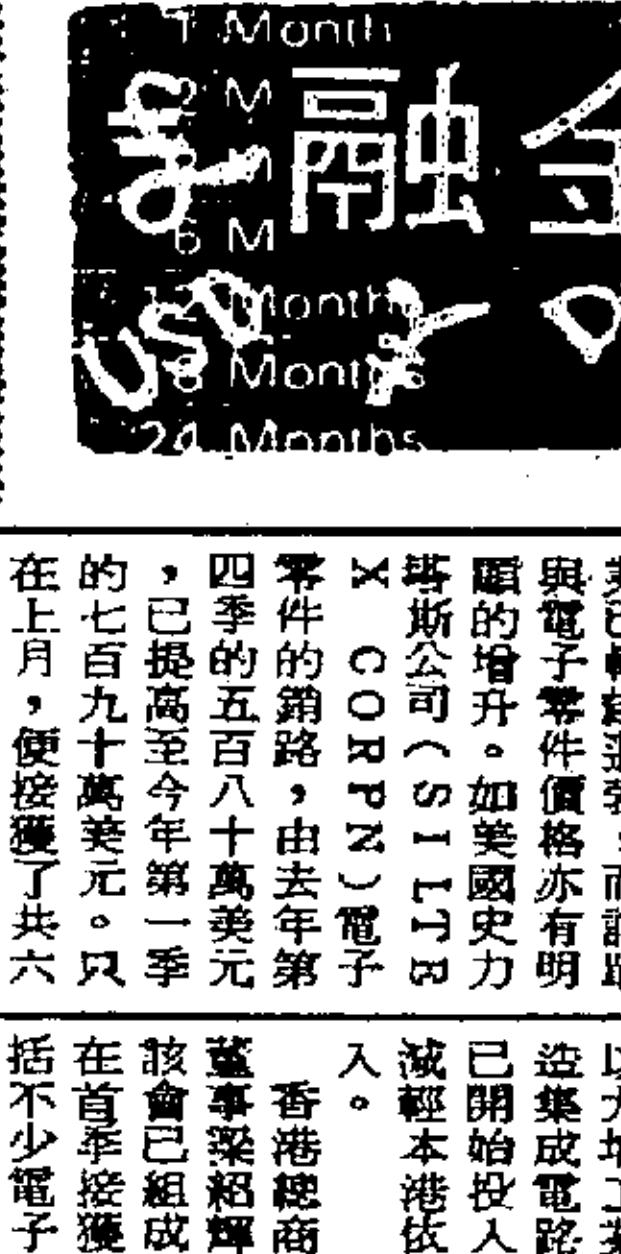 1 Month
2 M
金融
3 M
6 M
12 Months
USD
18 Months
24 Months
與電子零件價格亦有明
顯的增升。如美國史力
塔斯公司（SILTE
X CORPN）電子
零件的銷路，由去年第
四季的五百八十萬美元
，已提高至今年第一季
的七百九十萬美元。只
在上月，便接獲了共六
造集成電路
已開始投入
減輕本港依
入。
香港總商
董事梁紹輝
該會已組成
在首季接獲
括不少電子